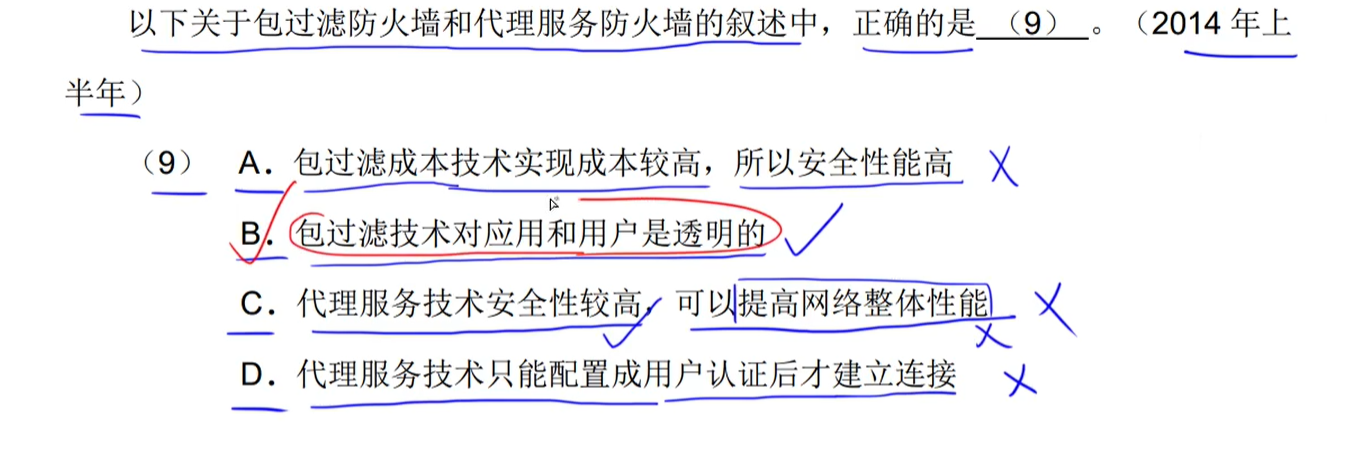 以下关于包过滤防火墙和代理服务防火墙的叙述中，正确的是（9）。（2014 年上
半年）
（9） A．包过滤成本技术实现成本较高，所以安全性能高
B．包过滤技术对应用和用户是透明的
C．代理服务技术安全性较高，可以提高网络整体性能
D．代理服务技术只能配置成用户认证后才建立连接